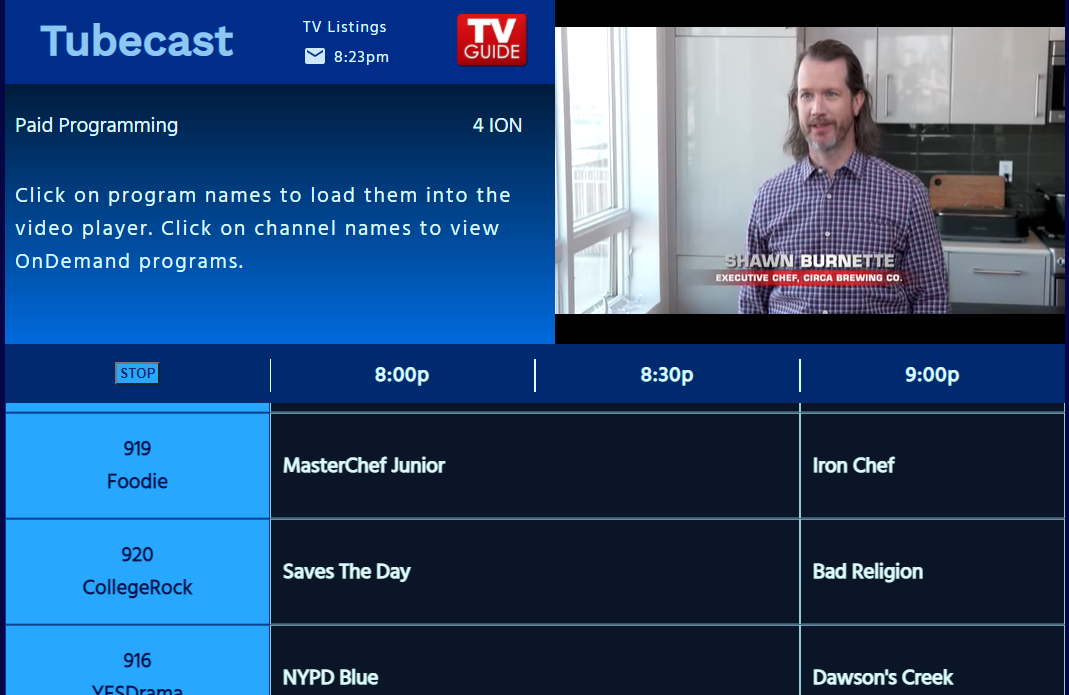 Tubecast
TV Listings
8:23pm
TV
GUIDE
Paid Programming
4 ION
Click on program names to load them into the
video player. Click on channel names to view
OnDemand programs.
SHAWN BURNETTE
EXECUTIVE CHEF, CIRCA BREWING CO.
STOP
8:00p
8:30p
9:00p
919
Foodie
MasterChef Junior
Iron Chef
920
CollegeRock
Saves The Day
Bad Religion
916
YESDrama
NYPD Blue
Dawson's Creek